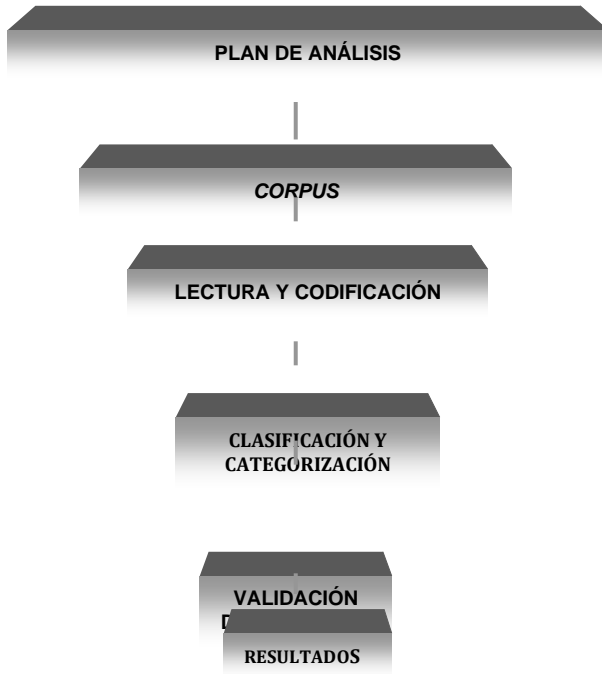 PLAN DE ANÁLISIS
CORPUS
LECTURA Y CODIFICACIÓN
CLASIFICACIÓN Y
CATEGORIZACIÓN
VALIDACIÓN
RESULTADOS